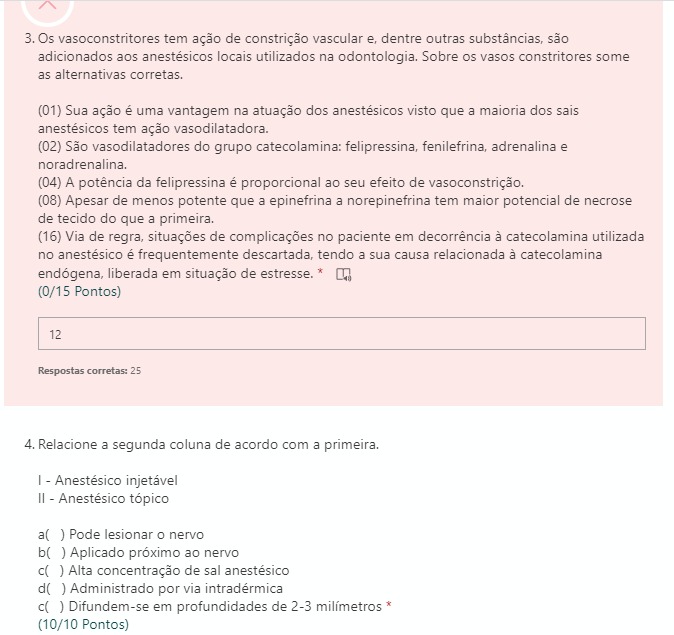 3. Os vasoconstritores tem ação de constrição vascular e, dentre outras substâncias, são
adicionados aos anestésicos locais utilizados na odontologia. Sobre os vasos constritores some
as alternativas corretas.
(01) Sua ação é uma vantagem na atuação dos anestésicos visto que a maioria dos sais
anestésicos tem ação vasodilatadora.
(02) São vasodilatadores do grupo catecolamina: felipressina, fenilefrina, adrenalina e
noradrenalina.
(04) A potência da felipressina é proporcional ao seu efeito de vasoconstrição.
(08) Apesar de menos potente que a epinefrina a norepinefrina tem maior potencial de necrose
de tecido do que a primeira.
(16) Via de regra, situações de complicações no paciente em decorrência à catecolamina utilizada
no anestésico é frequentemente descartada, tendo a sua causa relacionada à catecolamina
endógena, liberada em situação de estresse. *
(0/15 Pontos)
12
Respostas corretas: 25
4. Relacione a segunda coluna de acordo com a primeira.
I - Anestésico injetável
II - Anestésico tópico
a( ) Pode lesionar o nervo
b( ) Aplicado próximo ao nervo
c( ) Alta concentração de sal anestésico
d( ) Administrado por via intradérmica
c( ) Difundem-se em profundidades de 2-3 milímetros *
(10/10 Pontos)